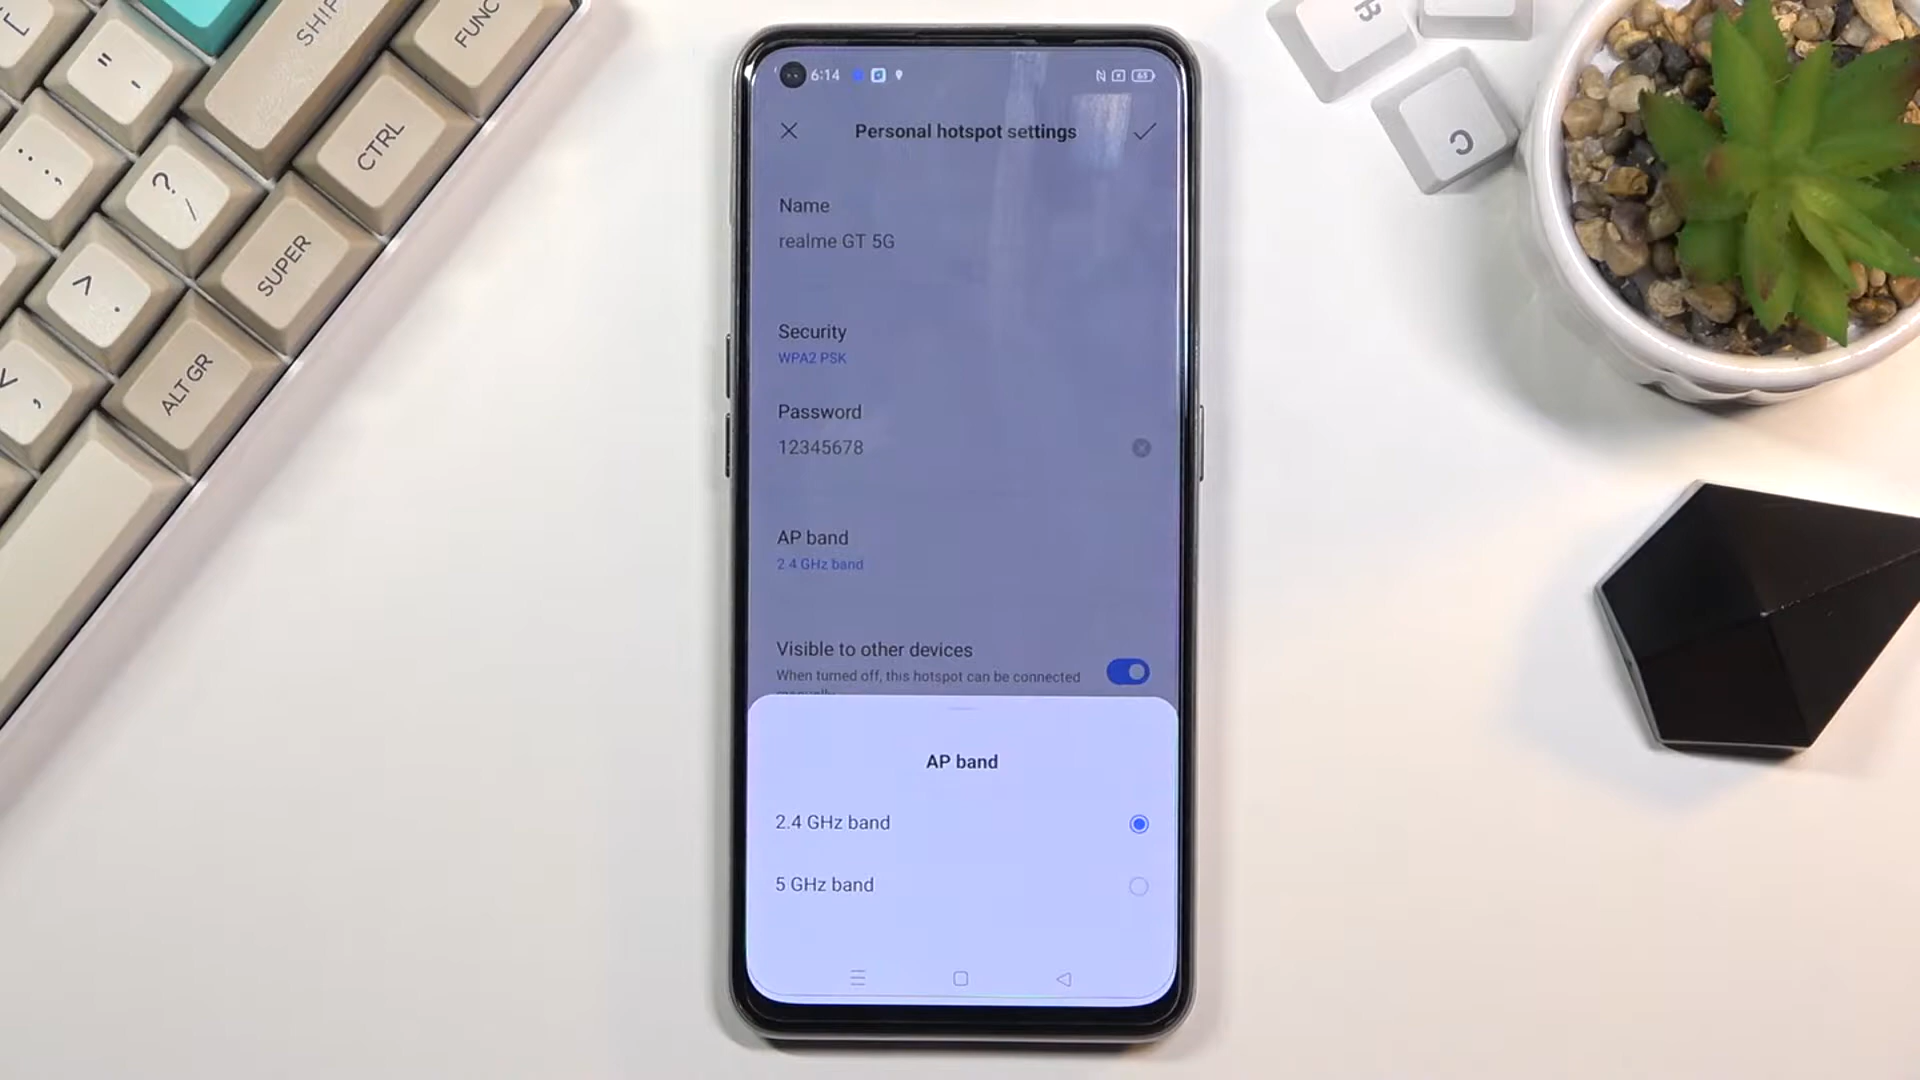 [
SHIF
FUNC
"
'
:
;
?
/
CTRL
>
.
SUPER
<
,
ALT GR
B
C
6:14
65
Personal hotspot settings
Name
realme GT 5G
Security
WPA2 PSK
Password
12345678
AP band
2.4 GHz band
Visible to other devices
When turned off, this hotspot can be connected
AP band
2.4 GHz band
5 GHz band